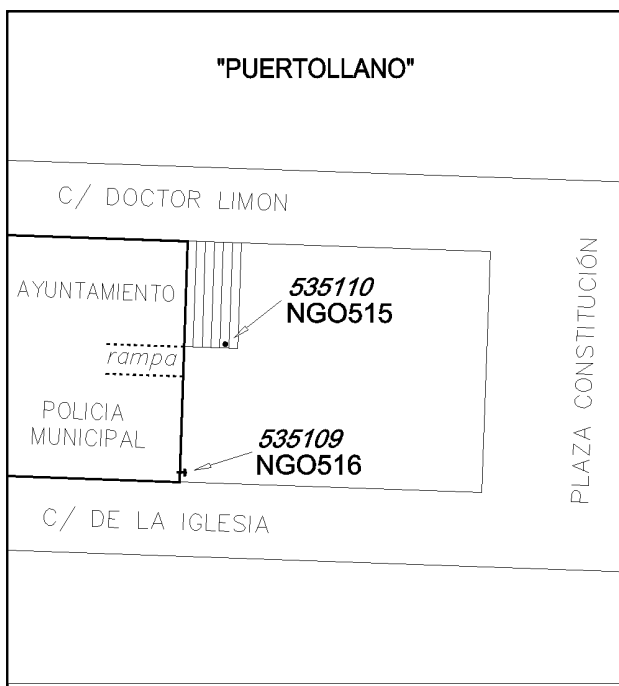 "PUERTOLLANO"
C/ DOCTOR LIMON
AYUNTAMIENTO
535110
NGO515
rampa
PLAZA CONSTITUCIÓN
POLICIA
MUNICIPAL
535109
NGO516
C/ DE LA IGLESIA